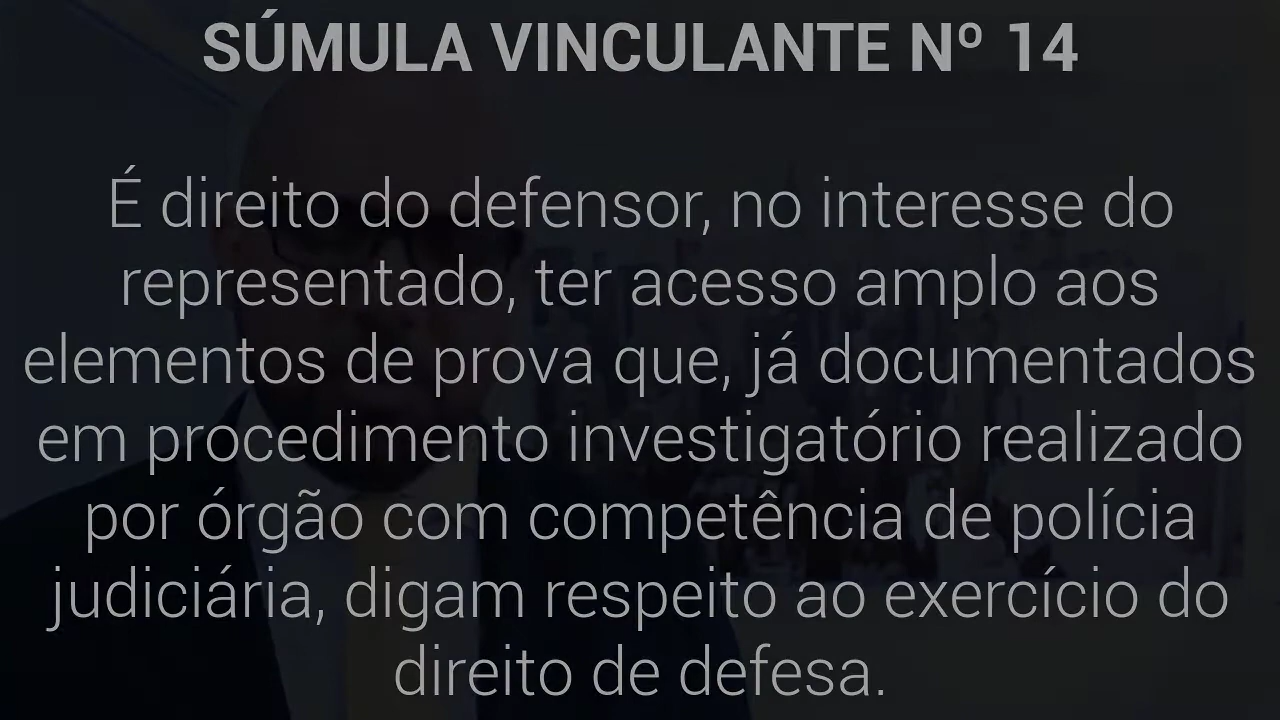 SÚMULA VINCULANTE Nº 14
É direito do defensor, no interesse do
representado, ter acesso amplo aos
elementos de prova que, já documentados
em procedimento investigatório realizado
por órgão com competência de polícia
judiciária, digam respeito ao exercício do
direito de defesa.